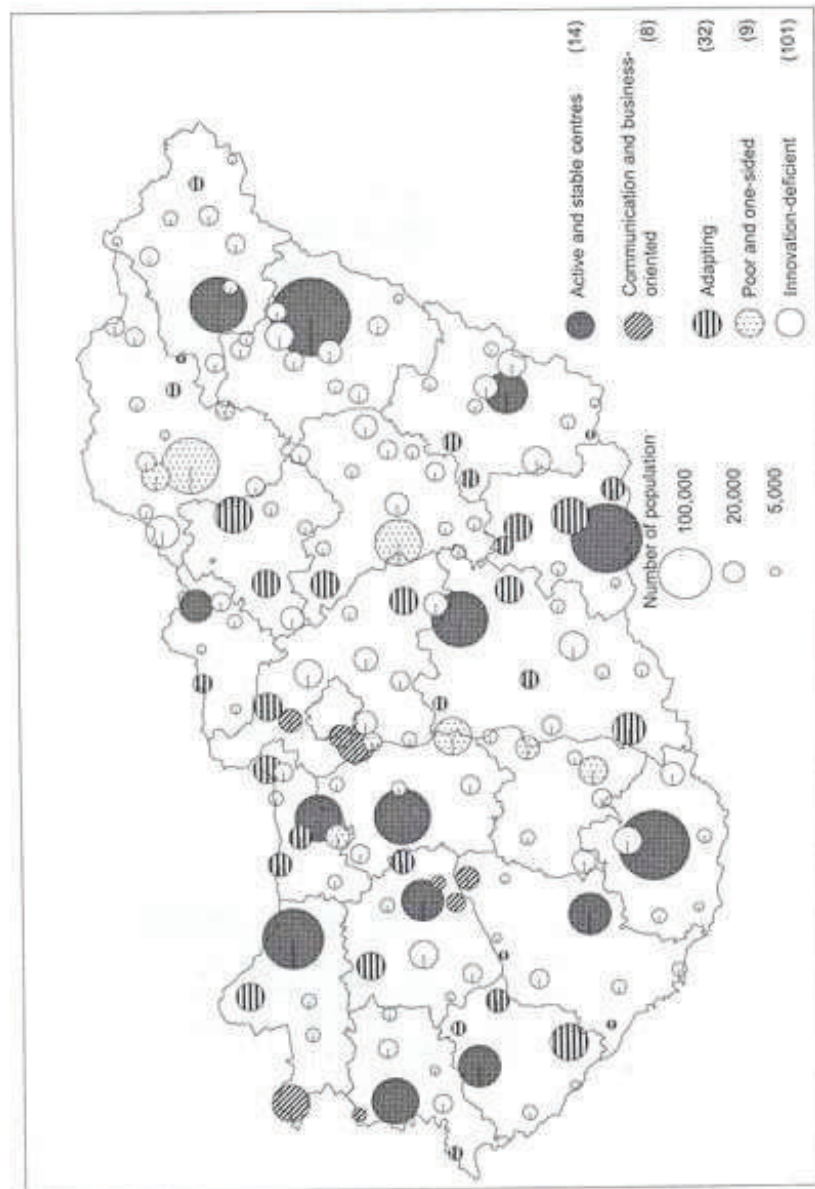 Number of population
100,000
20,000
5,000
Active and stable centres (14)
Communication and business-
oriented (8)
Adapting (32)
Poor and one-sided (9)
Innovation-deficient (101)